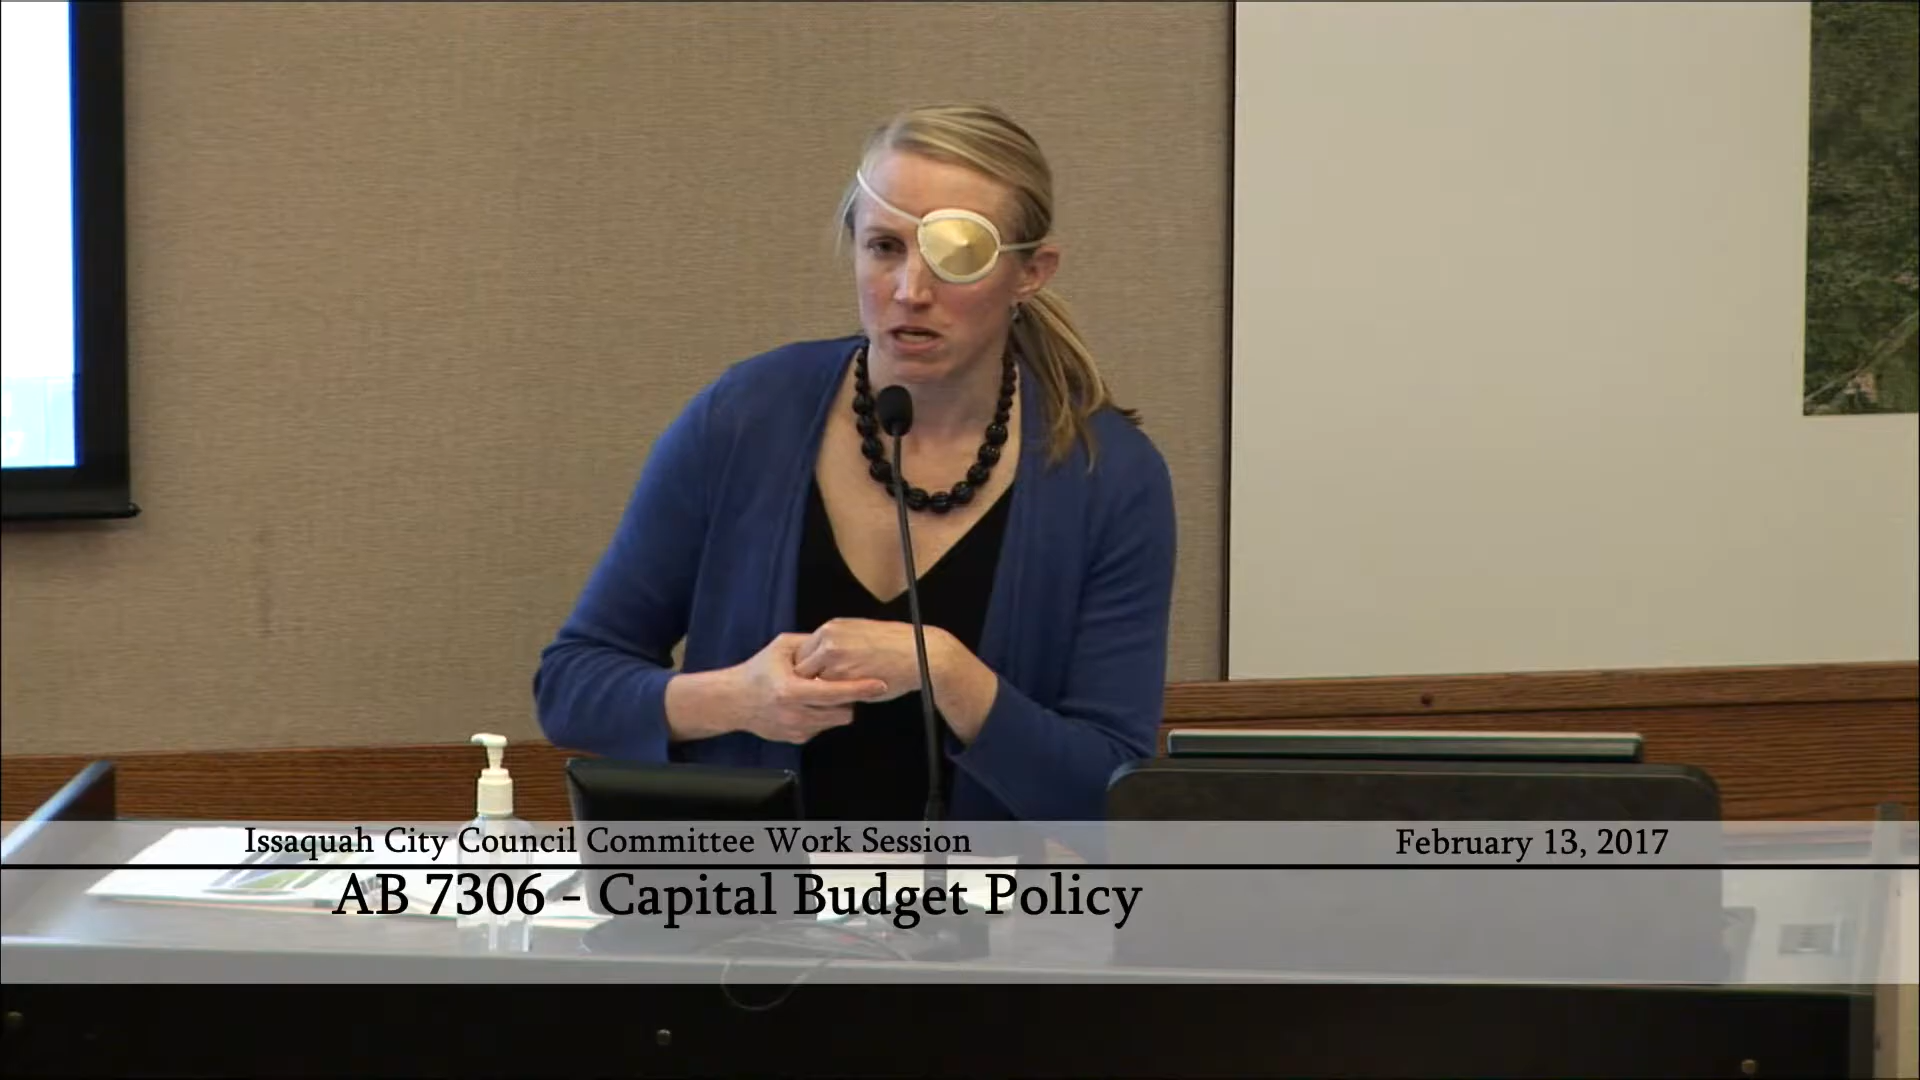 Issaquah City Council Committee Work Session
February 13, 2017
AB 7306 - Capital Budget Policy